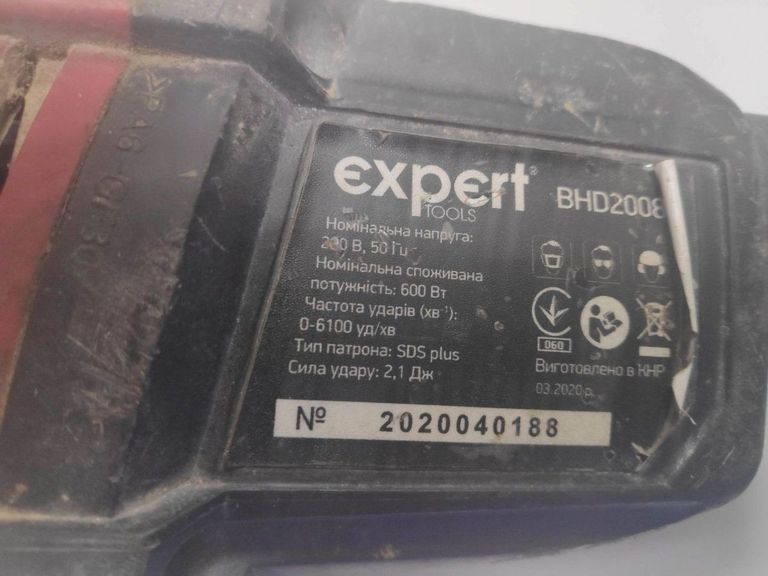 expert®
TOOLS
BHD2008
Номінальна напруга:
230 В, 50 Гц
Номінальна споживана
потужність: 600 Вт
Частота ударів (хв⁻¹):
0-6100 уд/хв
Тип патрона: SDS plus
Сила удару: 2,1 Дж
060
Виготовлено в КНР
03.2020 р.
№ 2020040188